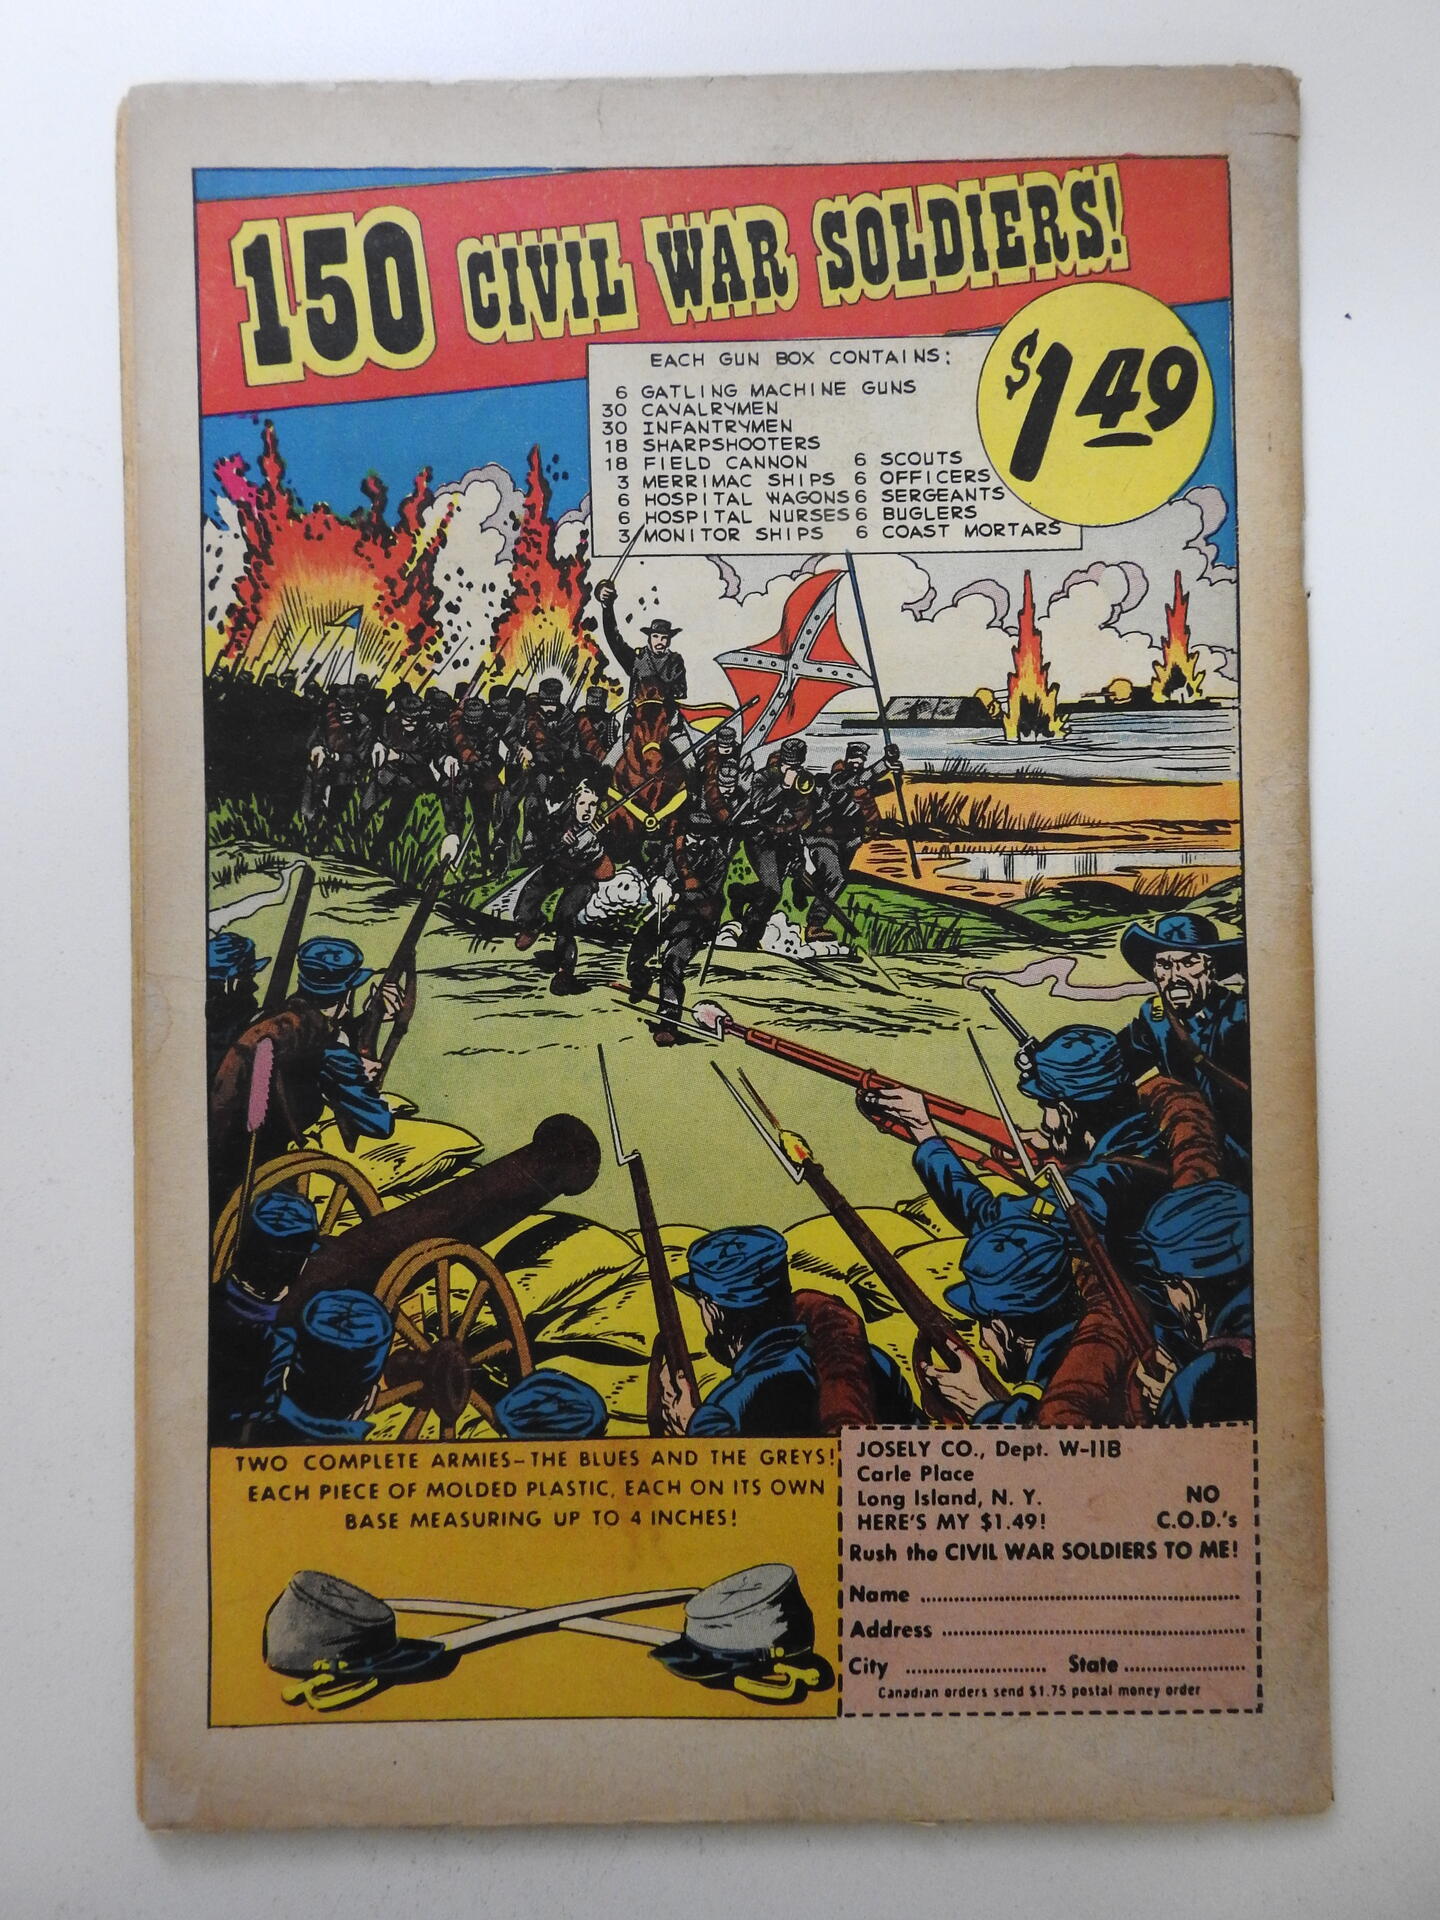 150 CIVIL WAR SOLDIERS!
$149
EACH GUN BOX CONTAINS:
6 GATLING MACHINE GUNS
30 CAVALRYMEN
30 INFANTRYMEN
18 SHARPSHOOTERS
18 FIELD CANNON 6 SCOUTS
3 MERRIMAC SHIPS 6 OFFICERS
6 HOSPITAL WAGONS 6 SERGEANTS
6 HOSPITAL NURSES 6 BUGLERS
3 MONITOR SHIPS 6 COAST MORTARS
TWO COMPLETE ARMIES-THE BLUES AND THE GREYS!
EACH PIECE OF MOLDED PLASTIC, EACH ON ITS OWN
BASE MEASURING UP TO 4 INCHES!
JOSELY CO., Dept. W-11B
Carle Place
Long Island, N. Y. NO
HERE'S MY $1.49! C.O.D.'s
Rush the CIVIL WAR SOLDIERS TO ME!
Name
Address
City State
Canadian orders send $1.75 postal money order